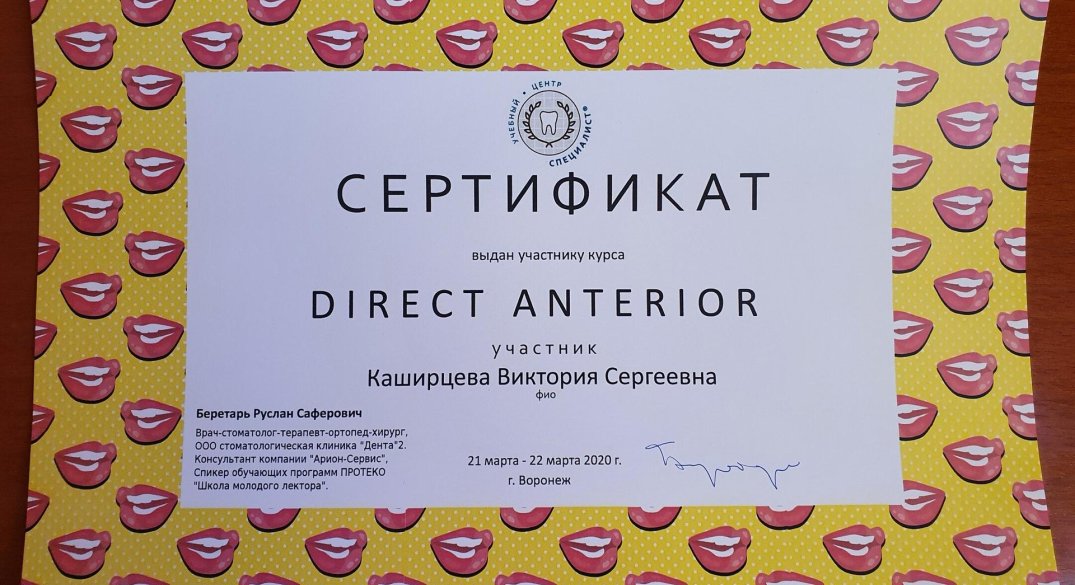 УЧЕБНЫЙ • ЦЕНТР
СПЕЦИАЛИСТ®
СЕРТИФИКАТ
выдан участнику курса
DIRECT ANTERIOR
участник
Каширцева Виктория Сергеевна
фио
Беретарь Руслан Саферович
Врач-стоматолог-терапевт-ортопед-хирург,
ООО стоматологическая клиника "Дента"2.
Консультант компании "Арион-Сервис",
Спикер обучающих программ ПРОТЕКО
"Школа молодого лектора".
21 марта - 22 марта 2020 г.
г. Воронеж